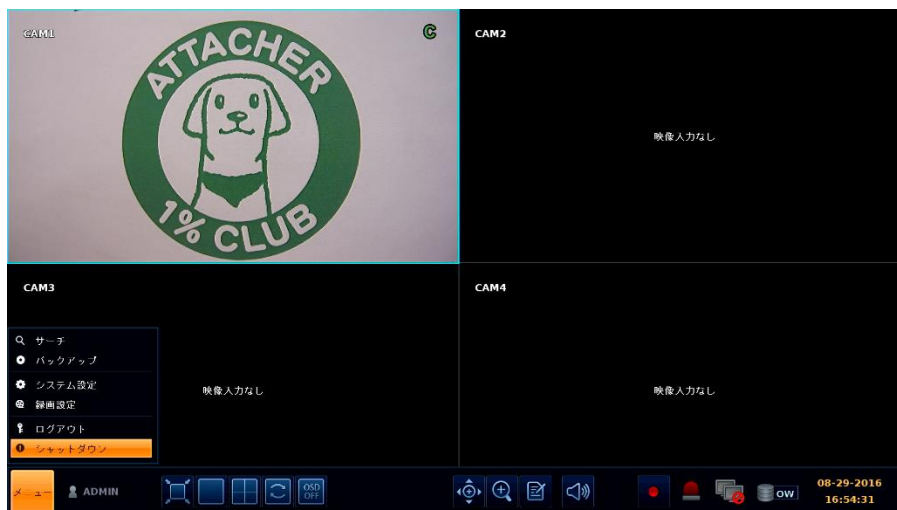 CAM1
C
ATTACHER
1% CLUB
CAM2
映像入力なし
CAM3
映像入力なし
CAM4
映像入力なし
サーチ
バックアップ
システム設定
録画設定
ログアウト
シャットダウン
メニュー
ADMIN
OSD
OFF
OW
08-29-2016
16:54:31